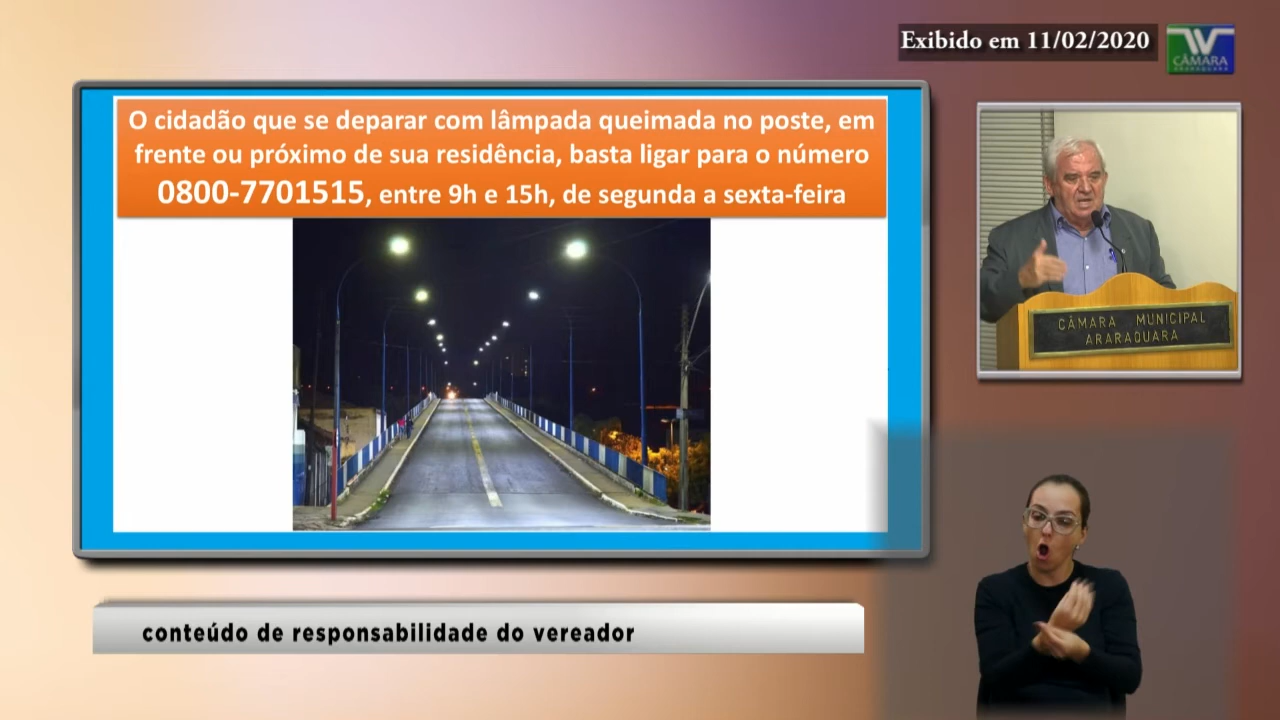 Exibido em 11/02/2020
CÂMARA
O cidadão que se deparar com lâmpada queimada no poste, em
frente ou próximo de sua residência, basta ligar para o número
0800-7701515, entre 9h e 15h, de segunda a sexta-feira
CÂMARA MUNICIPAL
ARARAQUARA
conteúdo de responsabilidade do vereador